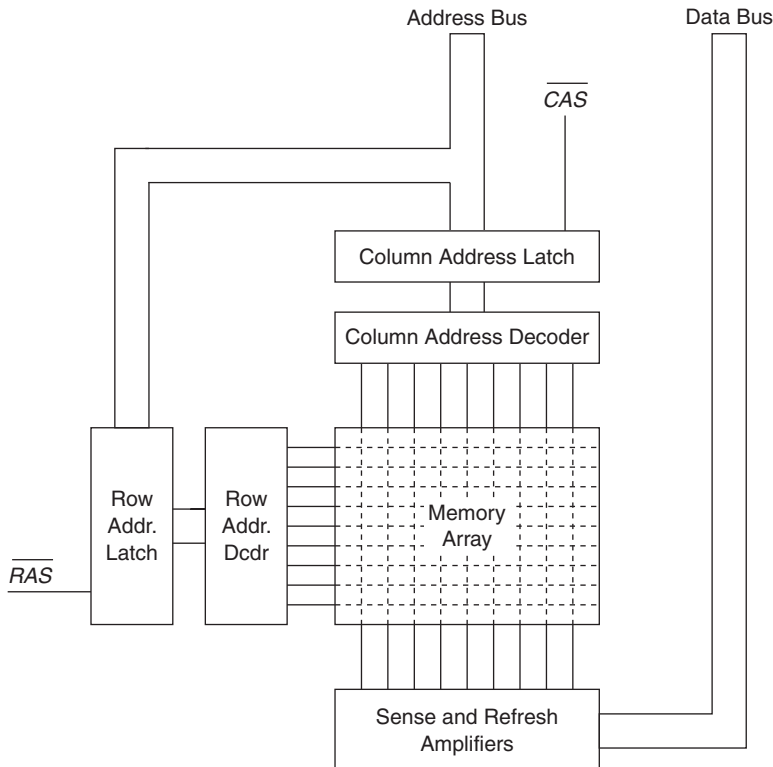 Address Bus
Data Bus
CAS
Column Address Latch
Column Address Decoder
Row
Addr.
Latch
Row
Addr.
Dcdr
Memory
Array
RAS
Sense and Refresh
Amplifiers